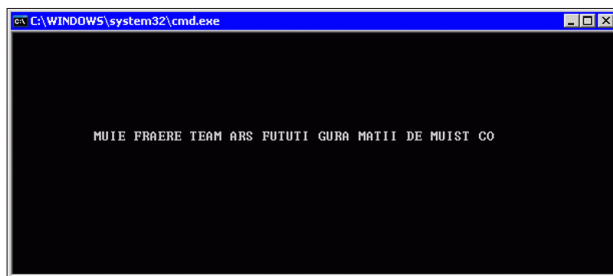 C:\WINDOWS\system32\cmd.exe
MUIE FRAERE TEAM ARS FUTUTI GURA MATII DE MUIST CO